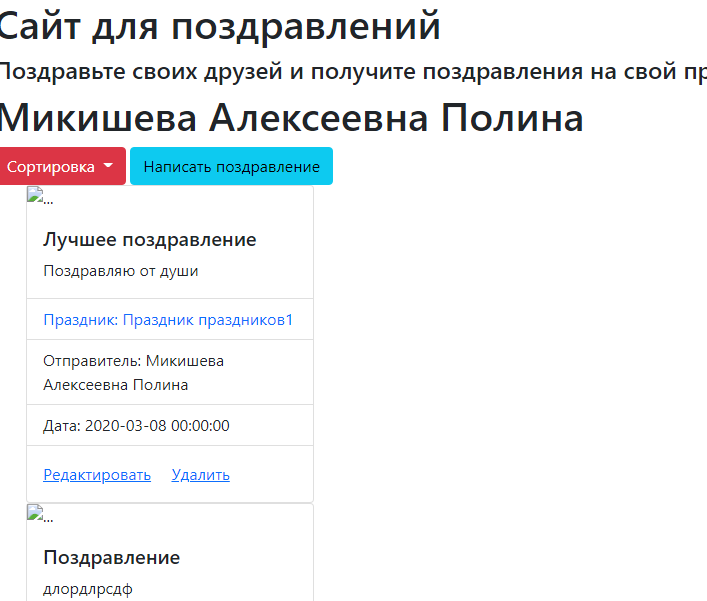 Сайт для поздравлений
Поздравьте своих друзей и получите поздравления на свой
Микишева Алексеевна Полина
Сортировка
Написать поздравление
...
Лучшее поздравление
Поздравляю от души
Праздник: Праздник праздников1
Отправитель: Микишева
Алексеевна Полина
Дата: 2020-03-08 00:00:00
Редактировать Удалить
...
Поздравление
длордлрсдф